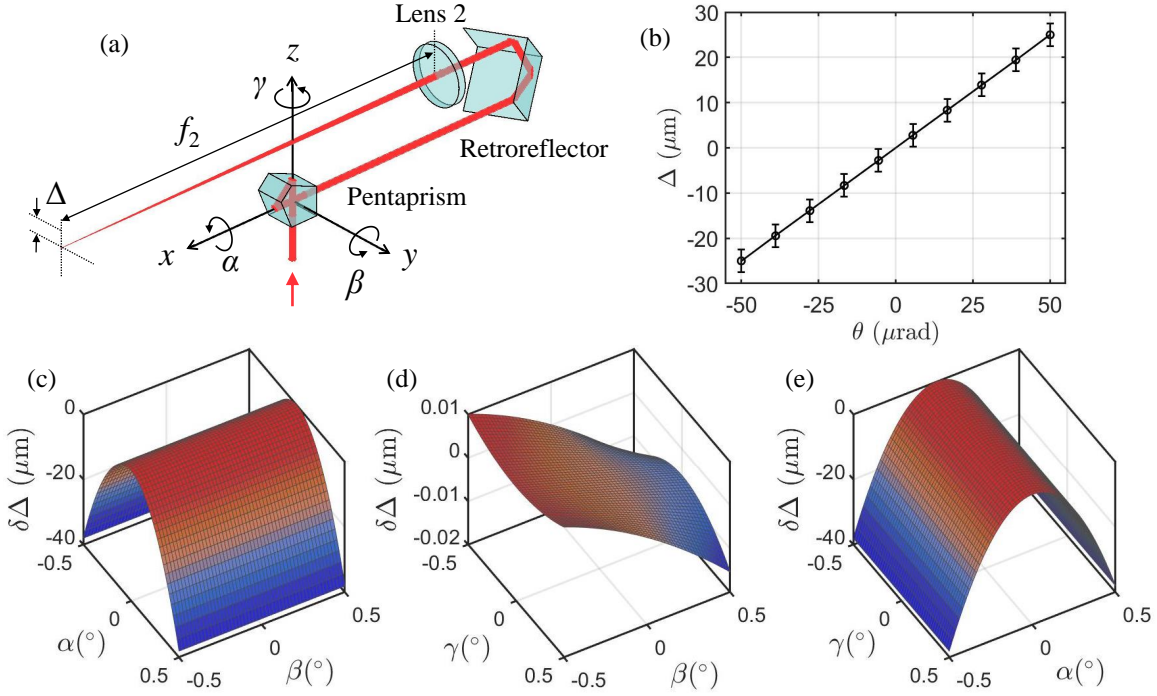 (a)
Lens 2
z
γ
f₂
Retroreflector
Δ
Pentaprism
x
α
y
β
(b)
30
20
10
0
-10
-20
-30
Δ (μm)
-50
-25
0
25
50
θ (μrad)
(c)
0
-20
-40
δΔ (μm)
-0.5
0
0.5
α(°)
-0.5
0
0.5
β(°)
(d)
0.01
0
-0.01
-0.02
δΔ (μm)
-0.5
0
0.5
γ(°)
-0.5
0
0.5
β(°)
(e)
0
-20
-40
δΔ (μm)
-0.5
0
0.5
γ(°)
-0.5
0
0.5
α(°)